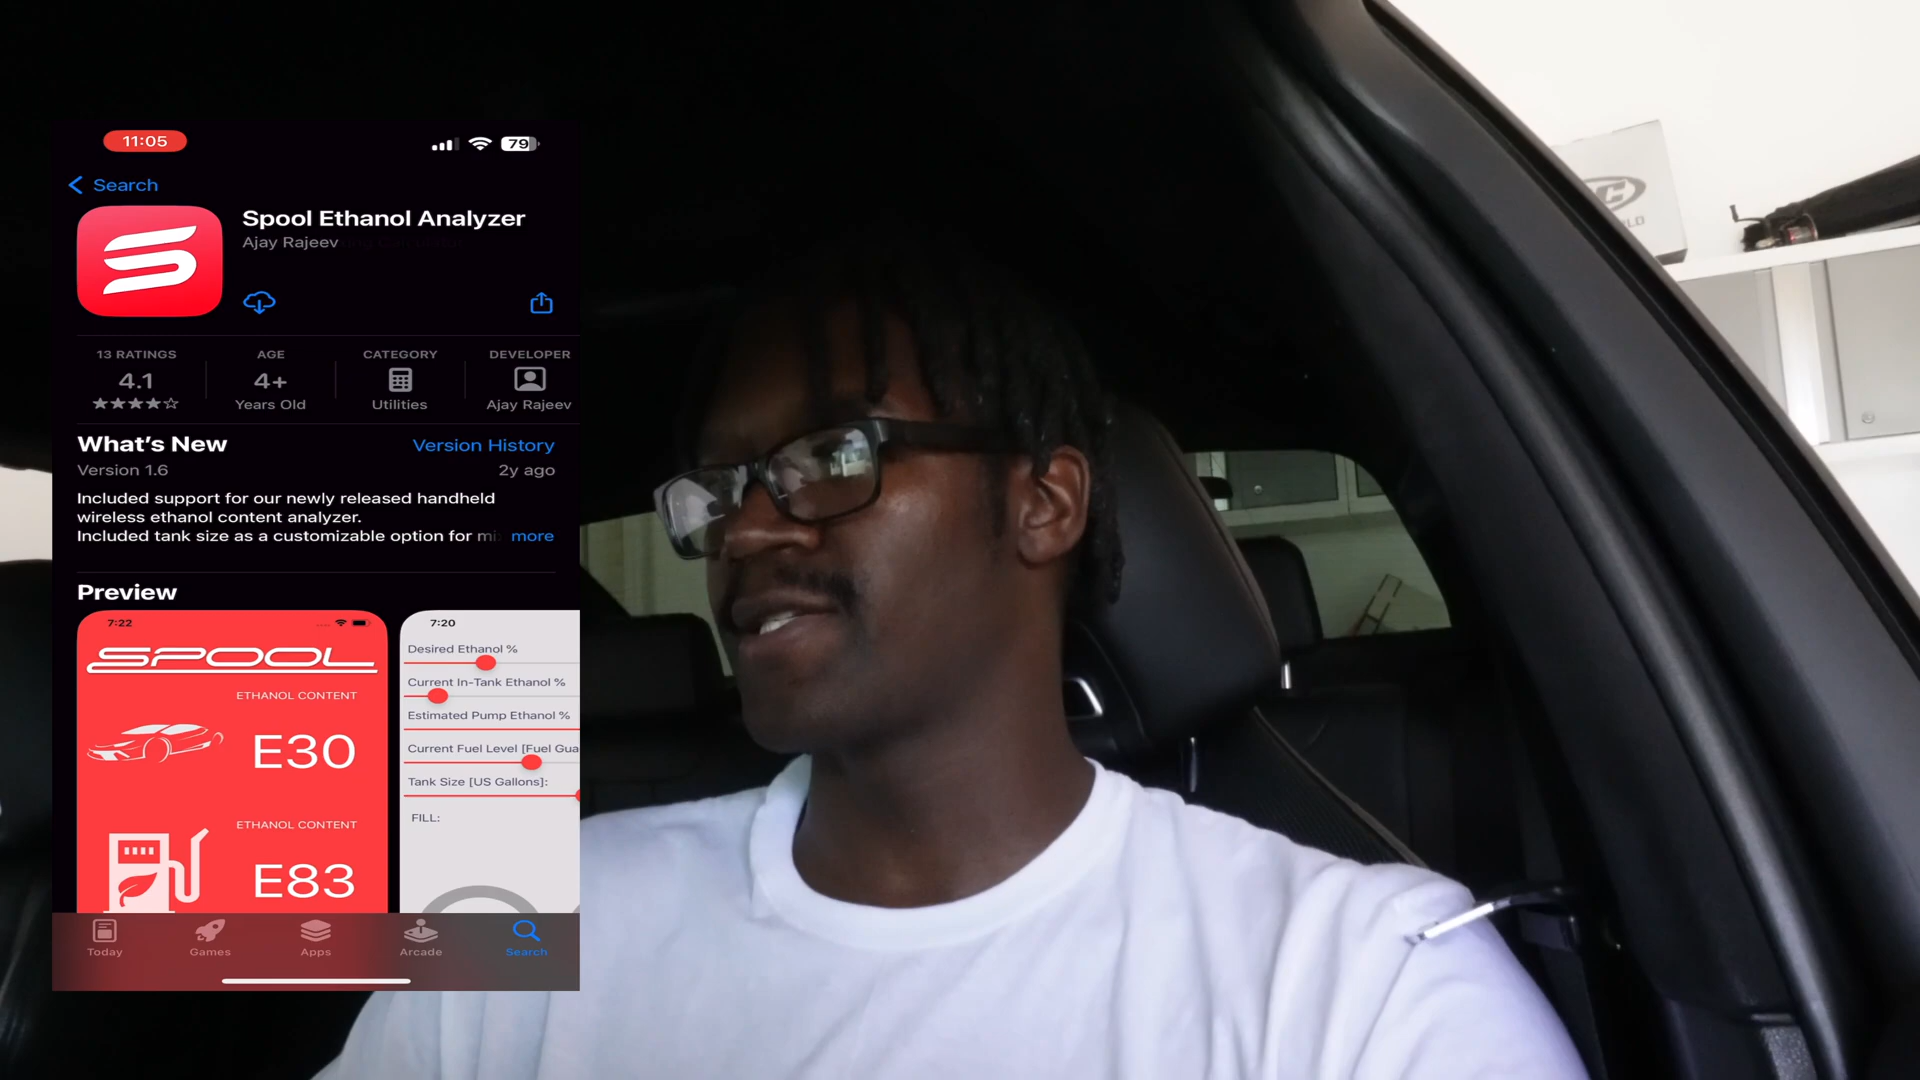 11:05
79
Search
Spool Ethanol Analyzer
Ajay Rajeev
13 RATINGS
4.1
AGE
4+
Years Old
CATEGORY
Utilities
DEVELOPER
Ajay Rajeev
What's New
Version History
Version 1.6
2y ago
Included support for our newly released handheld
wireless ethanol content analyzer.
Included tank size as a customizable option for mi
more
Preview
7:22
SPOOL
ETHANOL CONTENT
E30
ETHANOL CONTENT
E83
7:20
Desired Ethanol %
Current In-Tank Ethanol %
Estimated Pump Ethanol %
Current Fuel Level [Fuel Gua
Tank Size [US Gallons]:
FILL:
Today
Games
Apps
Arcade
Search